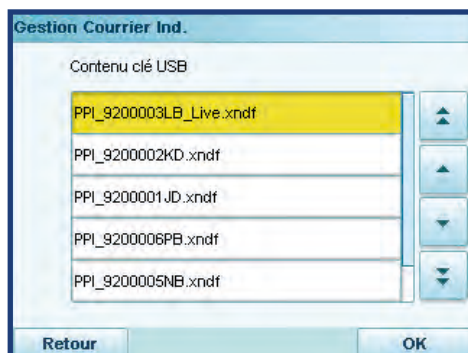 Gestion Courrier Ind.
Contenu clé USB
PPI_9200003LB_Live.xndf
PPI_9200002KD.xndf
PPI_9200001JD.xndf
PPI_9200006PB.xndf
PPI_9200005NB.xndf
Retour
OK